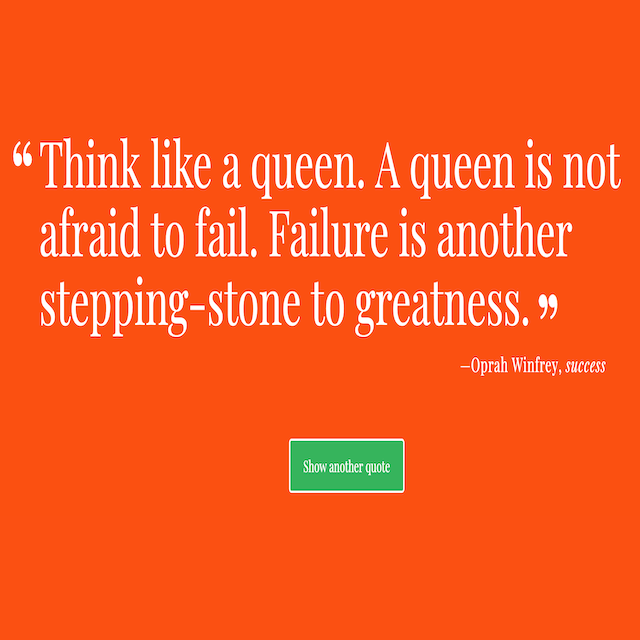 “Think like a queen. A queen is not
afraid to fail. Failure is another
stepping-stone to greatness.”
–Oprah Winfrey, success
Show another quote